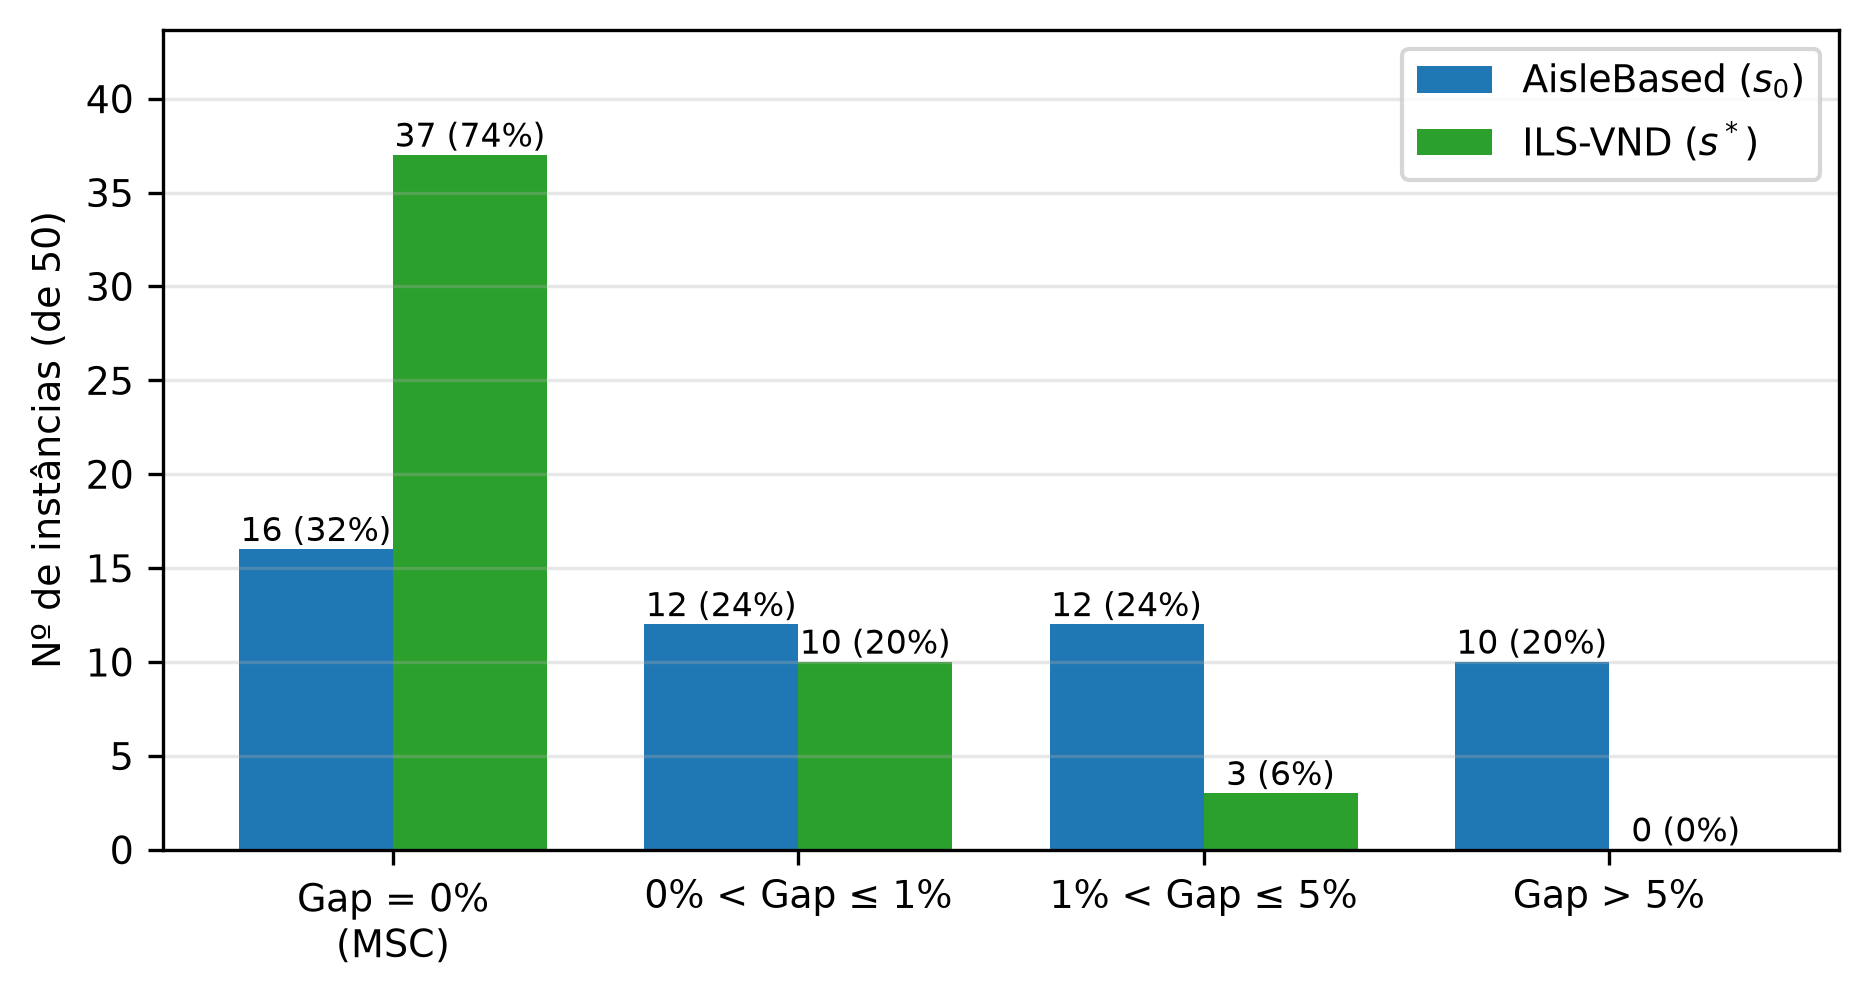 Nº de instâncias (de 50)
40
35
30
25
20
15
10
5
0
AisleBased (s₀)
ILS-VND (s*)
16 (32%)
37 (74%)
12 (24%)
10 (20%)
12 (24%)
3 (6%)
10 (20%)
0 (0%)
Gap = 0%
(MSC)
0% < Gap ≤ 1%
1% < Gap ≤ 5%
Gap > 5%